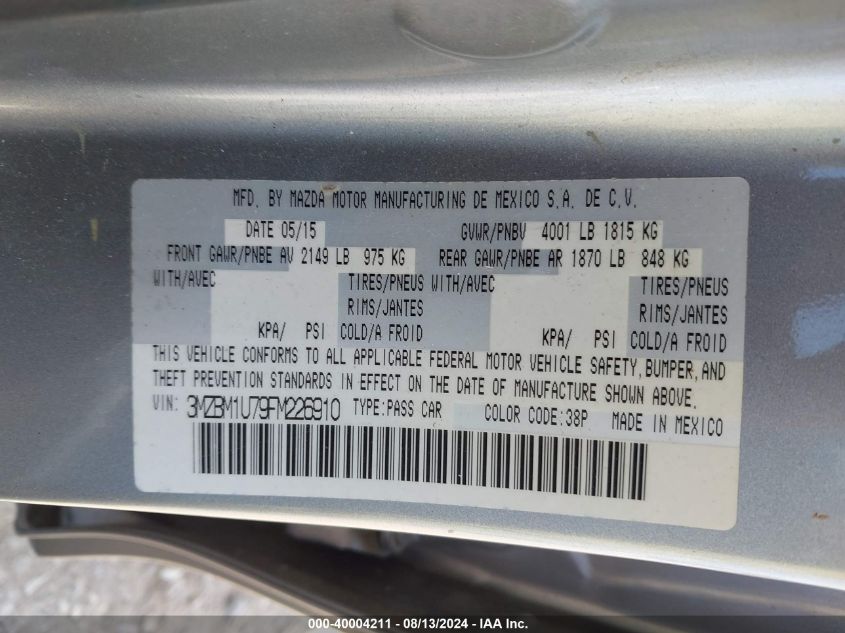 MFD. BY MAZDA MOTOR MANUFACTURING DE MEXICO S.A. DE C.V.
DATE 05/15 GVWR/PNBV 4001 LB 1815 KG
FRONT GAWR/PNBE AV 2149 LB 975 KG REAR GAWR/PNBE AR 1870 LB 848 KG
WITH/AVEC TIRES/PNEUS WITH/AVEC TIRES/PNEUS
RIMS/JANTES RIMS/JANTES
KPA/ PSI COLD/A FROID KPA/ PSI COLD/A FROID
THIS VEHICLE CONFORMS TO ALL APPLICABLE FEDERAL MOTOR VEHICLE SAFETY, BUMPER, AND
THEFT PREVENTION STANDARDS IN EFFECT ON THE DATE OF MANUFACTURE SHOWN ABOVE.
VIN: 3MZBM1U79FM226910 TYPE:PASS CAR COLOR CODE:38P MADE IN MEXICO
000-40004211 - 08/13/2024 - IAA Inc.